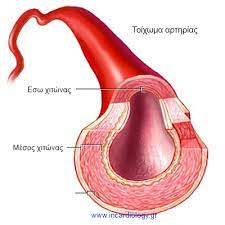 Τοίχωμα αρτηρίας
Εσω χιτώνας
Μέσος χιτώνας
www.incardiology.gr